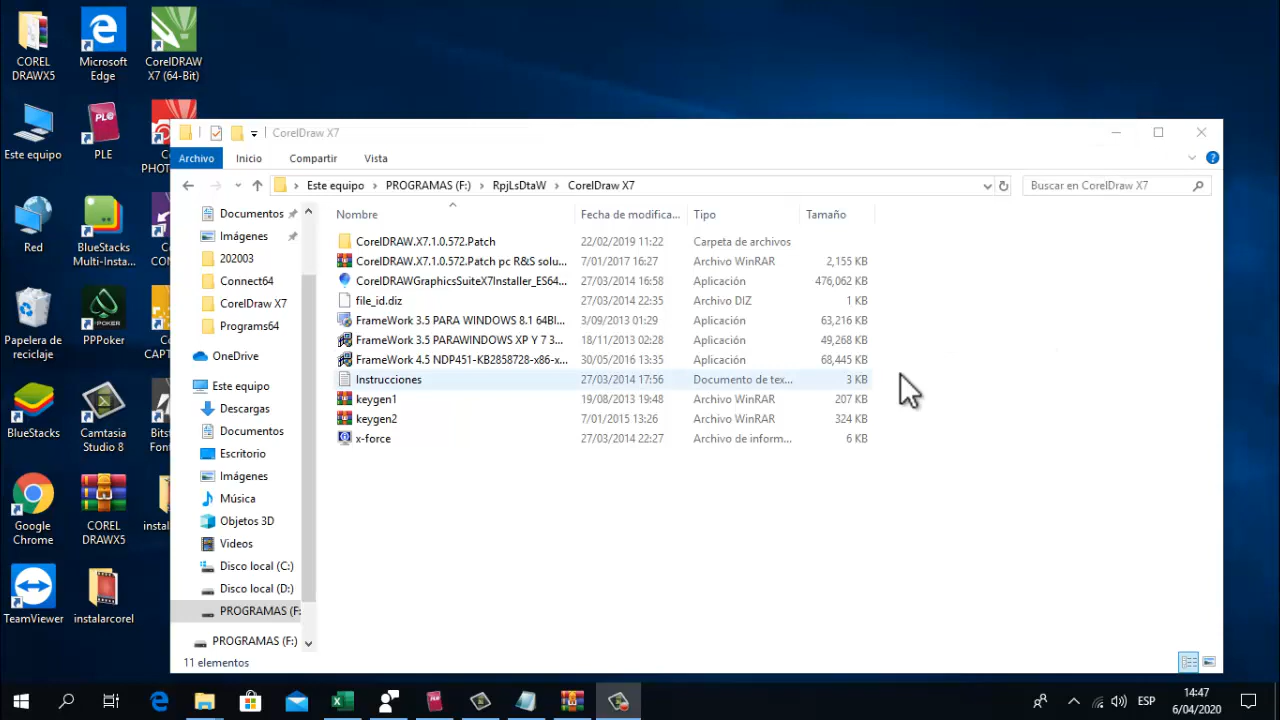 COREL
DRAWX5
Microsoft
Edge
CorelDRAW
X7 (64-Bit)
Este equipo
PLE
PHOT
Red
BlueStacks
Multi-Insta...
Co
CON
Papelera de
reciclaje
PPPoker
Co
CAPT
BlueStacks
Camtasia
Studio 8
Bitst
Fon
Google
Chrome
COREL
DRAWX5
instal
TeamViewer
instalarcorel
CorelDraw X7
Archivo
Inicio
Compartir
Vista
Este equipo > PROGRAMAS (F:) > RpjLsDtaW > CorelDraw X7
Buscar en CorelDraw X7
Documentos
Imágenes
202003
Connect64
CorelDraw X7
Programs64
OneDrive
Este equipo
Descargas
Documentos
Escritorio
Imágenes
Música
Objetos 3D
Videos
Disco local (C:)
Disco local (D:)
PROGRAMAS (F:
PROGRAMAS (F:)
Nombre Fecha de modifica... Tipo Tamaño
CorelDRAW.X7.1.0.572.Patch 22/02/2019 11:22 Carpeta de archivos
CorelDRAW.X7.1.0.572.Patch pc R&S solu... 7/01/2017 16:27 Archivo WinRAR 2,155 KB
CorelDRAWGraphicsSuiteX7Installer_ES64... 27/03/2014 16:58 Aplicación 476,062 KB
file_id.diz 27/03/2014 22:35 Archivo DIZ 1 KB
FrameWork 3.5 PARA WINDOWS 8.1 64BI... 3/09/2013 01:29 Aplicación 63,216 KB
FrameWork 3.5 PARAWINDOWS XP Y 7 3... 18/11/2013 02:28 Aplicación 49,268 KB
FrameWork 4.5 NDP451-KB2858728-x86-x... 30/05/2016 13:35 Aplicación 68,445 KB
Instrucciones 27/03/2014 17:56 Documento de tex... 3 KB
keygen1 19/08/2013 19:48 Archivo WinRAR 207 KB
keygen2 7/01/2015 13:26 Archivo WinRAR 324 KB
x-force 27/03/2014 22:27 Archivo de inform... 6 KB
11 elementos
ESP
14:47
6/04/2020